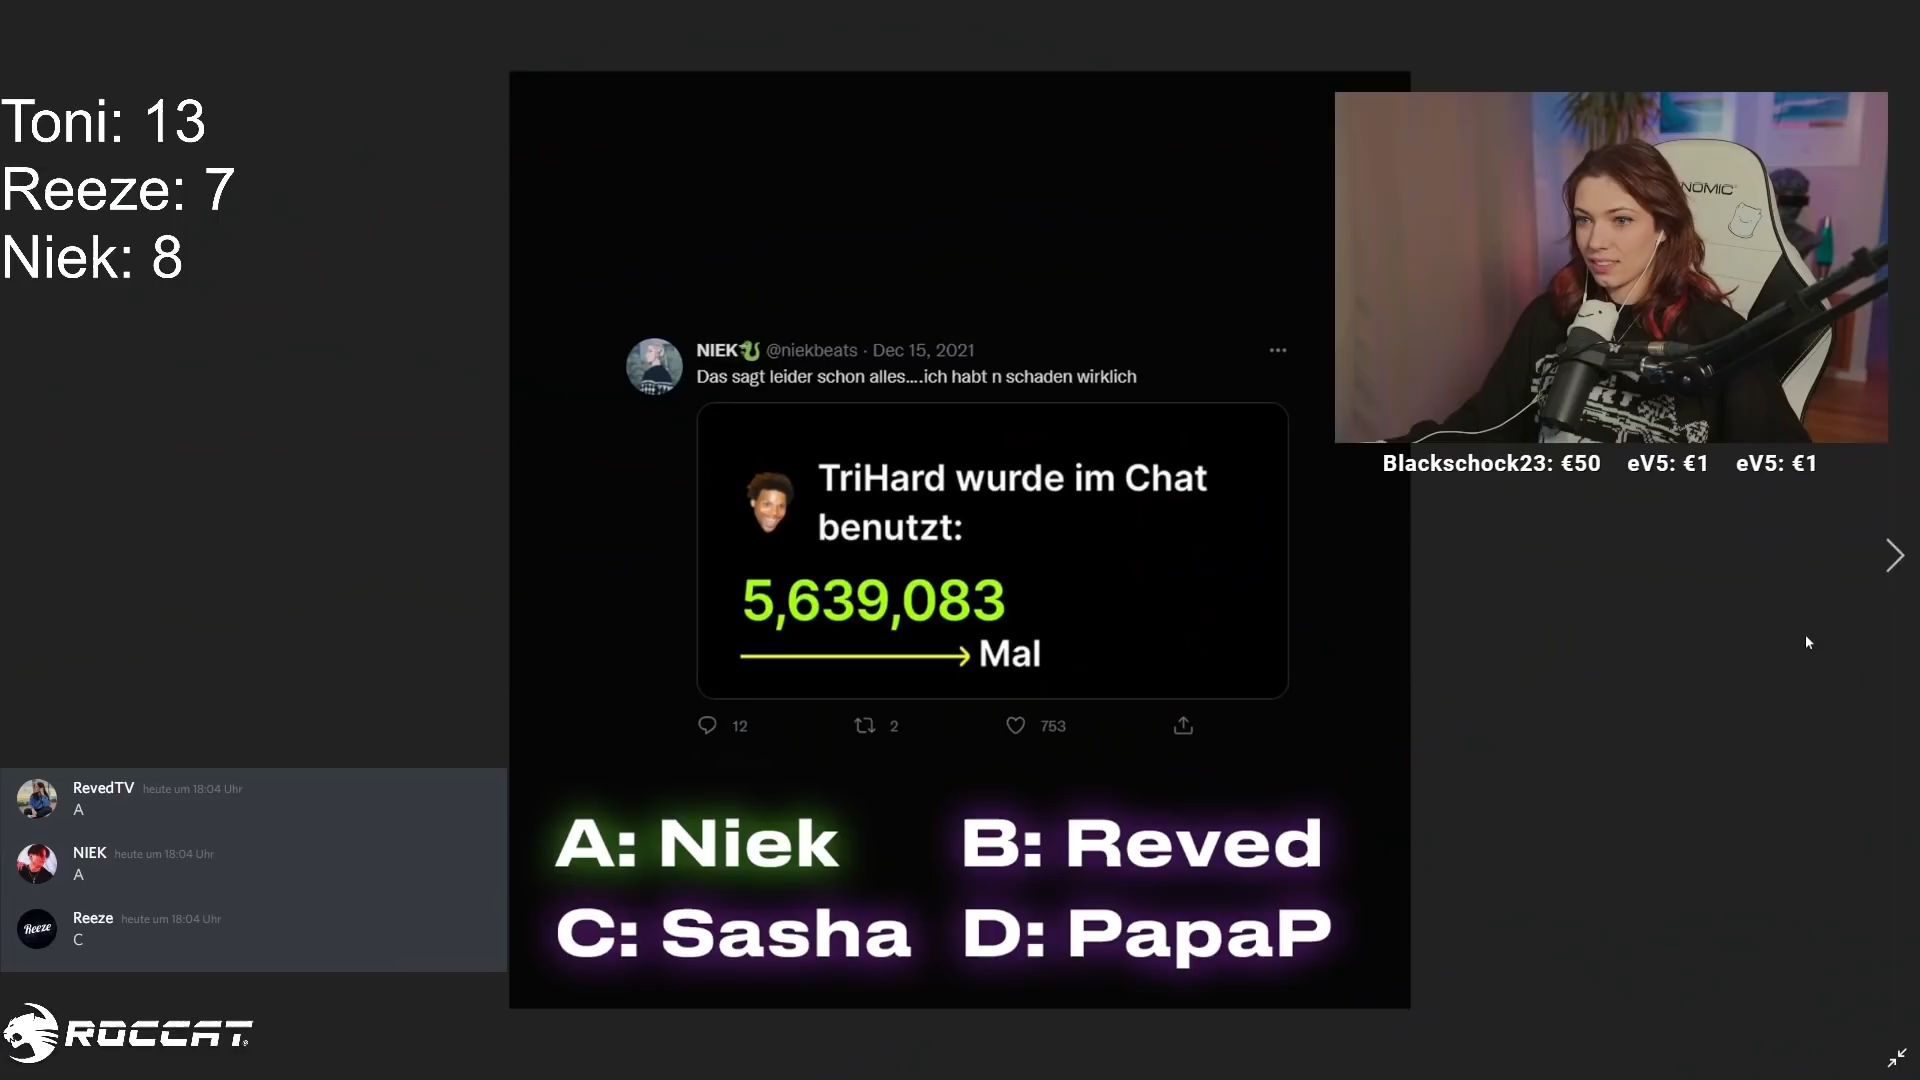 Toni: 13
Reeze: 7
Niek: 8
NIEK @niekbeats · Dec 15, 2021
Das sagt leider schon alles....ich habt n schaden wirklich
TriHard wurde im Chat
benutzt:
5,639,083
Mal
12 2 753
A: Niek B: Reved
C: Sasha D: PapaP
NOMIC
Blackschock23: €50 eV5: €1 eV5: €1
RevedTV heute um 18:04 Uhr
A
NIEK heute um 18:04 Uhr
A
Reeze heute um 18:04 Uhr
Reeze
C
ROCCAT